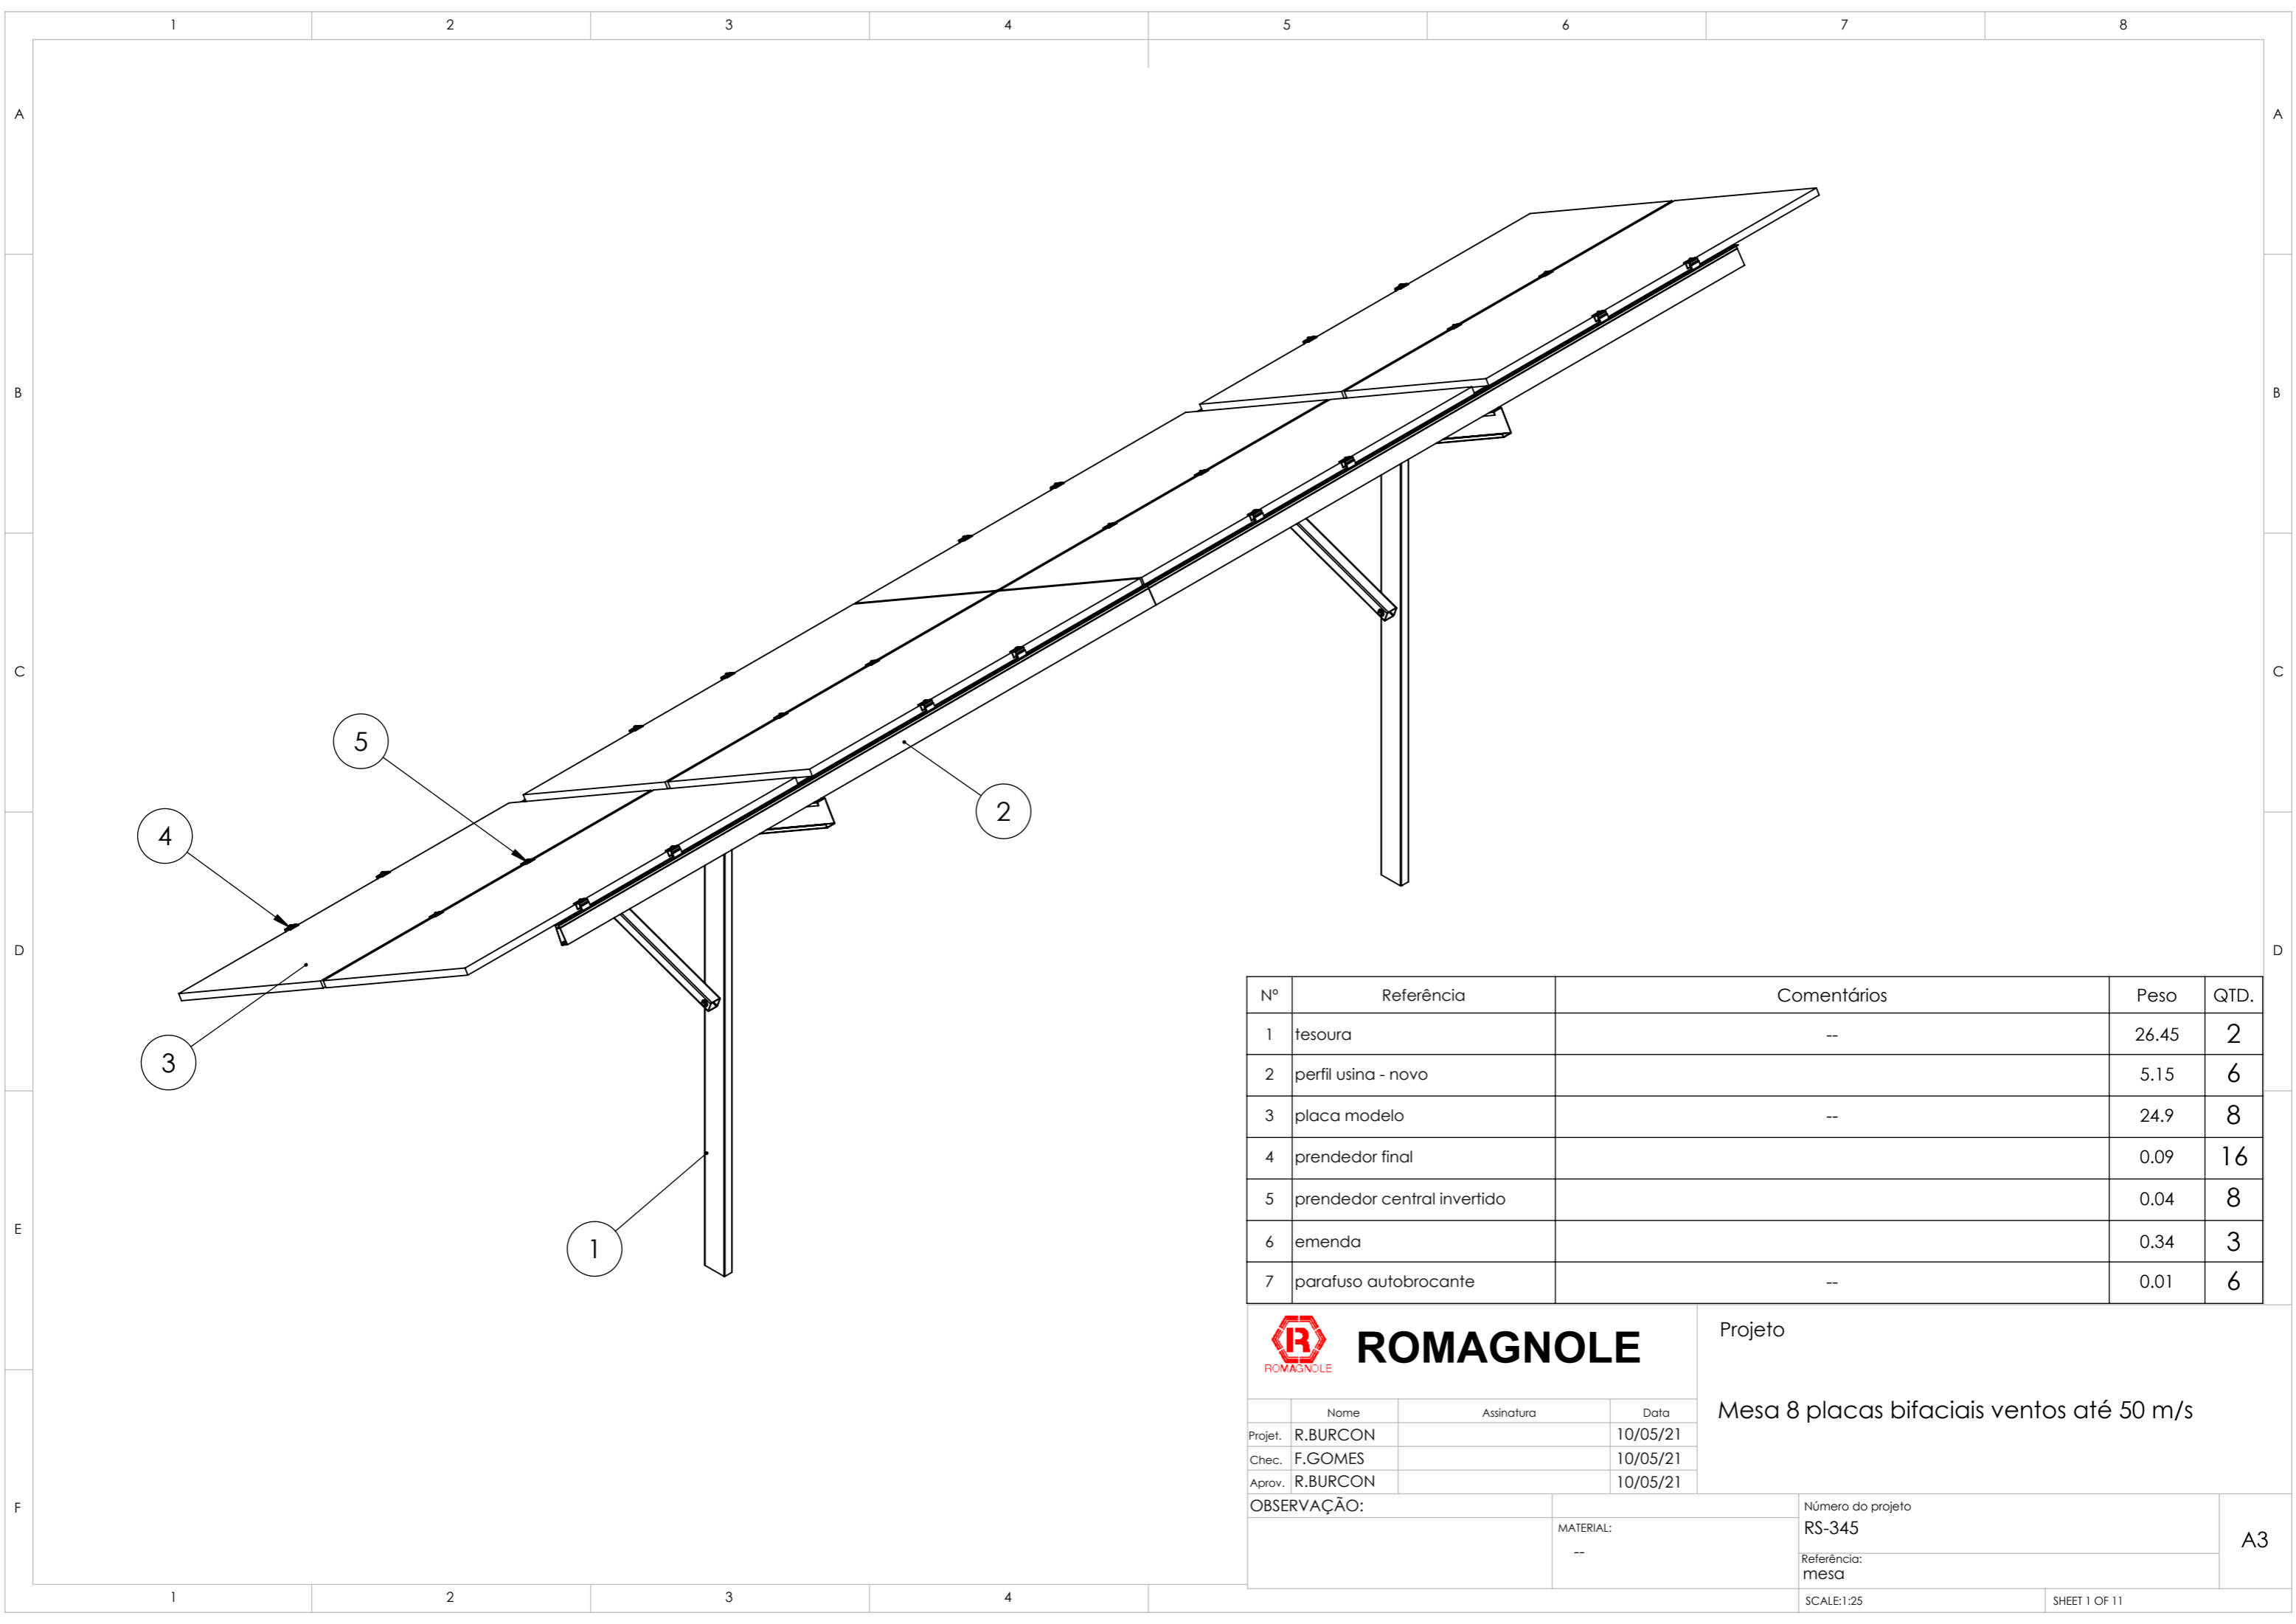 1 2 3 4 5 6 7 8
A A
B B
C C
D D
E
F
5
4
3
2
1
Nº Referência Comentários Peso QTD.
1 tesoura -- 26.45 2
2 perfil usina - novo 5.15 6
3 placa modelo -- 24.9 8
4 prendedor final 0.09 16
5 prendedor central invertido 0.04 8
6 emenda 0.34 3
7 parafuso autobrocante -- 0.01 6
R
ROMAGNOLE
ROMAGNOLE
Projeto
Mesa 8 placas bifaciais ventos até 50 m/s
Nome Assinatura Data
Projet. R.BURCON 10/05/21
Chec. F.GOMES 10/05/21
Aprov. R.BURCON 10/05/21
OBSERVAÇÃO:
MATERIAL:
--
Número do projeto
RS-345
Referência:
mesa
A3
SCALE:1:25
SHEET 1 OF 11
1 2 3 4